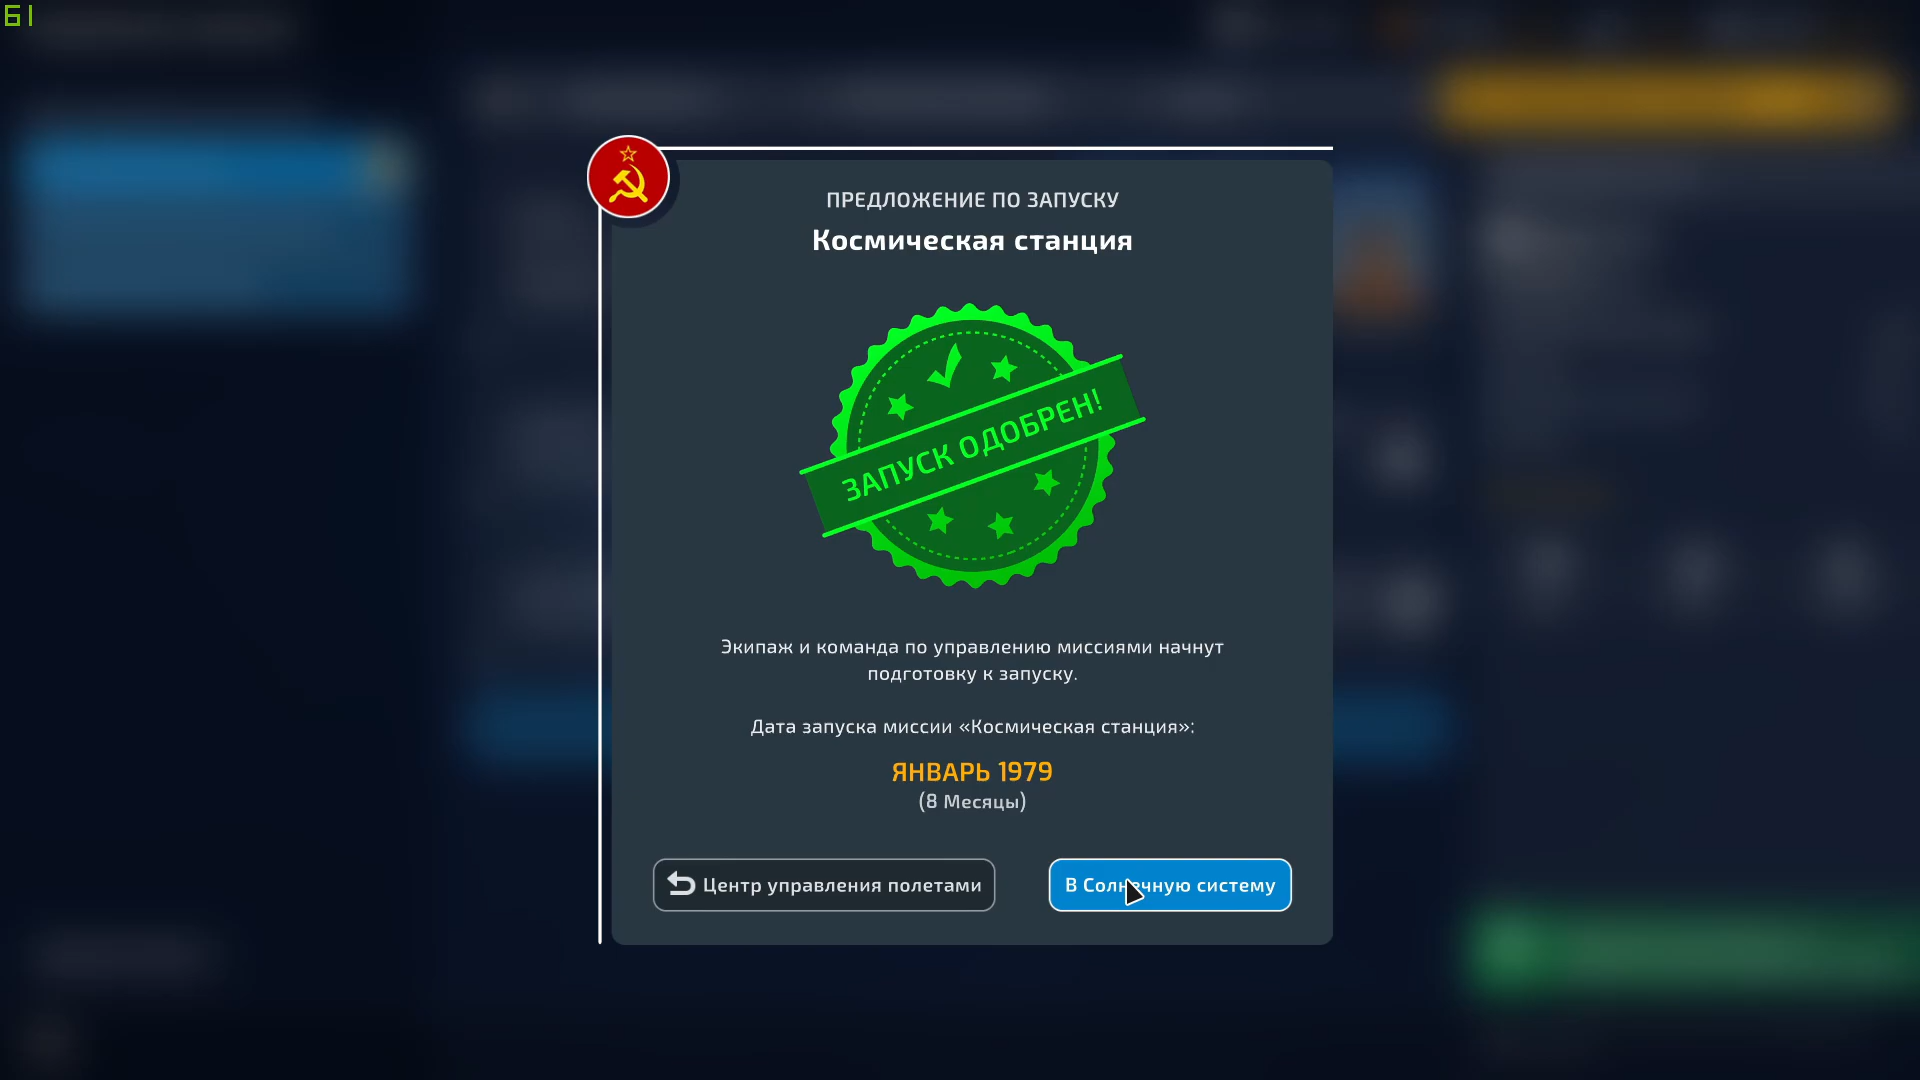 61
ПРЕДЛОЖЕНИЕ ПО ЗАПУСКУ
Космическая станция
ЗАПУСК ОДОБРЕН!
Экипаж и команда по управлению миссиями начнут
подготовку к запуску.
Дата запуска миссии «Космическая станция»:
ЯНВАРЬ 1979
(8 Месяцы)
Центр управления полетами
В Солнечную систему